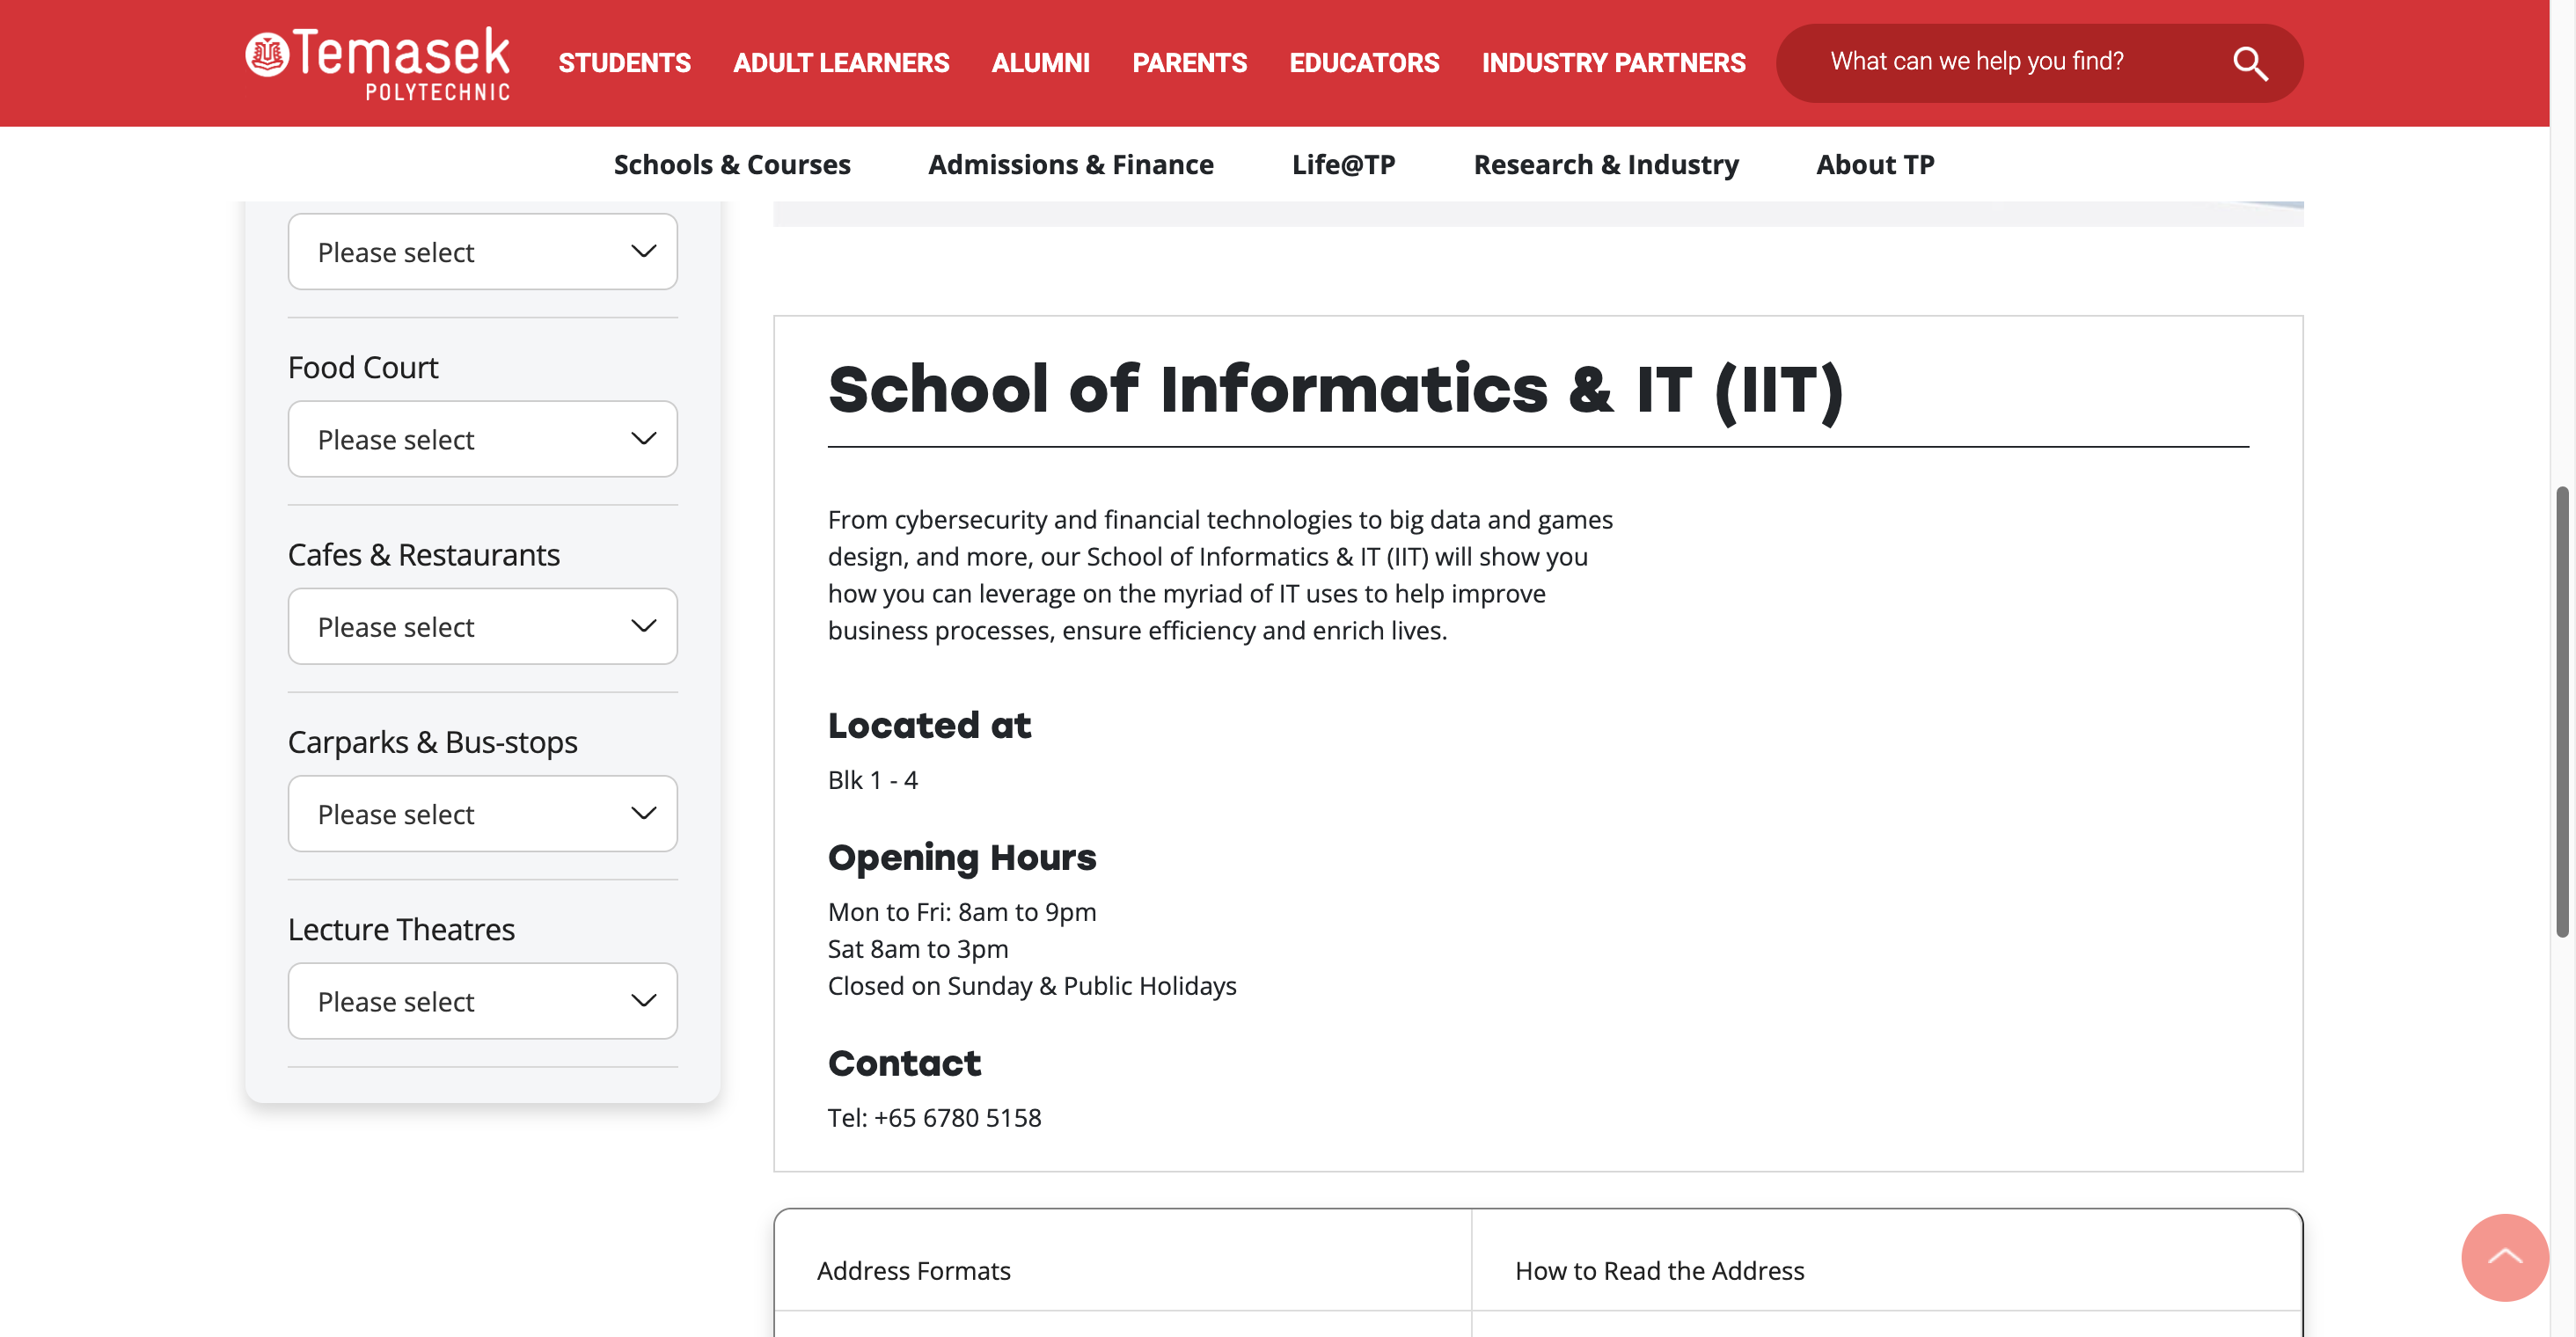 Temasek
POLYTECHNIC
STUDENTS
ADULT LEARNERS
ALUMNI
PARENTS
EDUCATORS
INDUSTRY PARTNERS
What can we help you find?
Schools & Courses
Admissions & Finance
Life@TP
Research & Industry
About TP
Please select
Food Court
Please select
Cafes & Restaurants
Please select
Carparks & Bus-stops
Please select
Lecture Theatres
Please select
School of Informatics & IT (IIT)
From cybersecurity and financial technologies to big data and games
design, and more, our School of Informatics & IT (IIT) will show you
how you can leverage on the myriad of IT uses to help improve
business processes, ensure efficiency and enrich lives.
Located at
Blk 1 - 4
Opening Hours
Mon to Fri: 8am to 9pm
Sat 8am to 3pm
Closed on Sunday & Public Holidays
Contact
Tel: +65 6780 5158
Address Formats
How to Read the Address